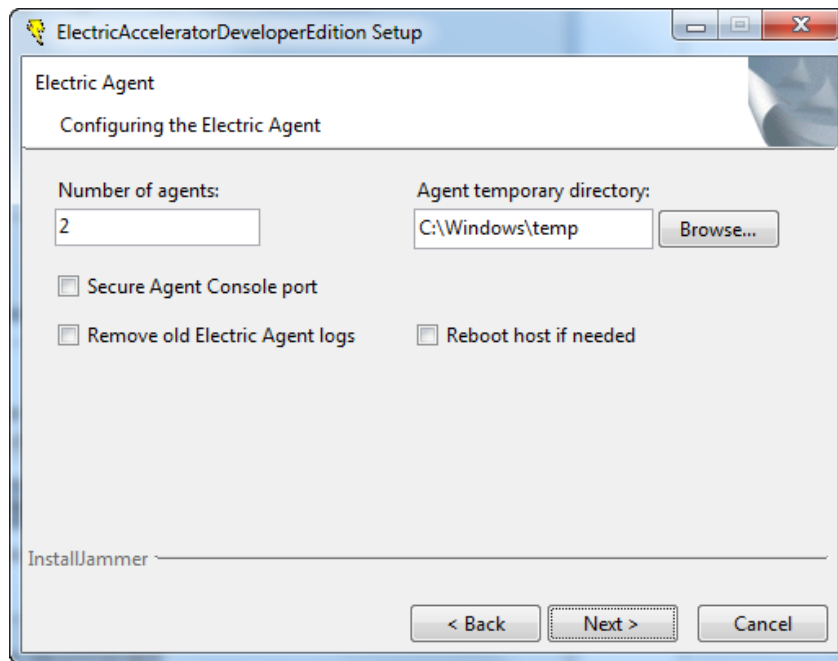 ElectricAcceleratorDeveloperEdition Setup
Electric Agent
Configuring the Electric Agent
Number of agents:
Agent temporary directory:
2
C:\Windows\temp
Browse...
Secure Agent Console port
Remove old Electric Agent logs
Reboot host if needed
InstallJammer
< Back
Next >
Cancel